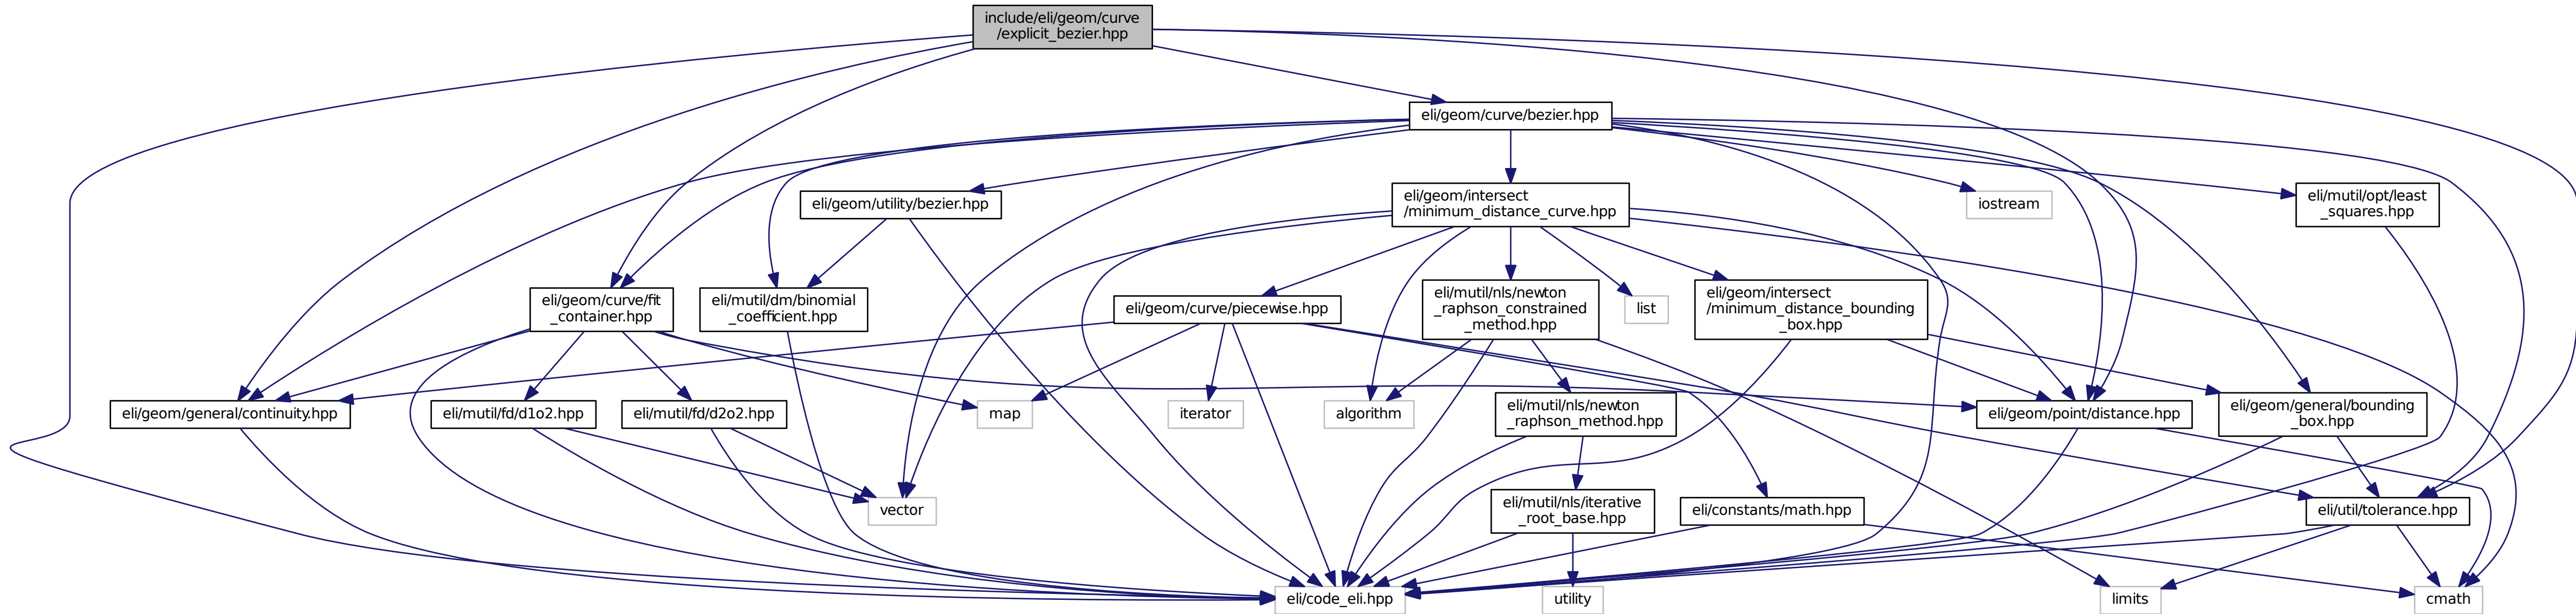 include/eli/geom/curve
/explicit_bezier.hpp
eli/geom/curve/bezier.hpp
eli/geom/utility/bezier.hpp
eli/geom/intersect
/minimum_distance_curve.hpp
iostream
eli/mutil/opt/least
_squares.hpp
eli/geom/curve/fit
_container.hpp
eli/mutil/dm/binomial
_coefficient.hpp
eli/geom/curve/piecewise.hpp
eli/mutil/nls/newton
_raphson_constrained
_method.hpp
list
eli/geom/intersect
/minimum_distance_bounding
_box.hpp
eli/geom/general/continuity.hpp
eli/mutil/fd/d1o2.hpp
eli/mutil/fd/d2o2.hpp
map
iterator
algorithm
eli/mutil/nls/newton
_raphson_method.hpp
eli/geom/point/distance.hpp
eli/geom/general/bounding
_box.hpp
vector
eli/mutil/nls/iterative
_root_base.hpp
eli/constants/math.hpp
eli/util/tolerance.hpp
eli/code_eli.hpp
utility
limits
cmath